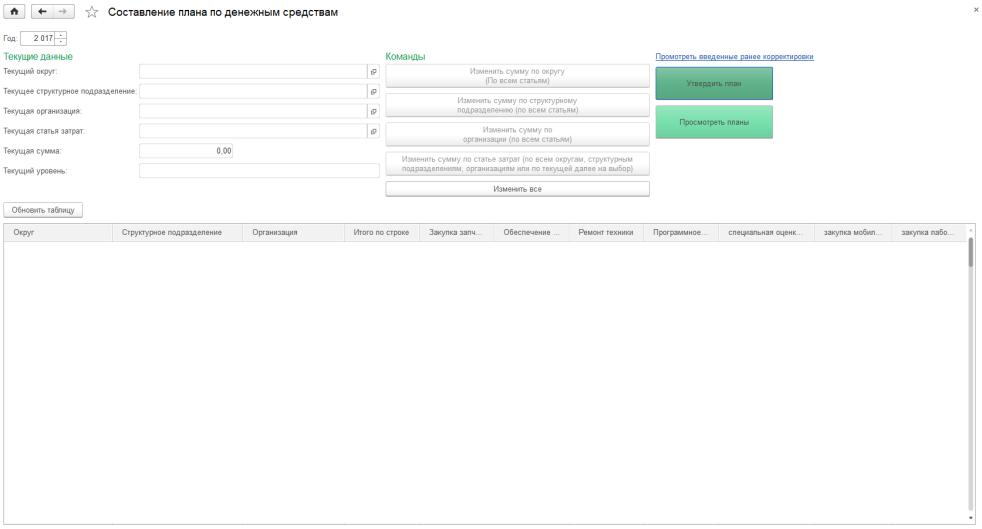 Составление плана по денежным средствам
Год: 2 017
Текущие данные
Текущий округ:
Текущее структурное подразделение:
Текущая организация:
Текущая статья затрат:
Текущая сумма: 0,00
Текущий уровень:
Команды
Изменить сумму по округу
(По всем статьям)
Изменить сумму по структурному
подразделению (по всем статьям)
Изменить сумму по
организации (по всем статьям)
Изменить сумму по статье затрат (по всем округам, структурным
подразделениям, организациям или по текущей далее на выбор)
Изменить все
Промотреть введенные ранее корректировки
Утвердить план
Просмотреть планы
Обновить таблицу
Округ Структурное подразделение Организация Итого по строке Закупка запч... Обеспечение ... Ремонт техники Программное... специальная оценк... закупка мобил... закупка лабо...